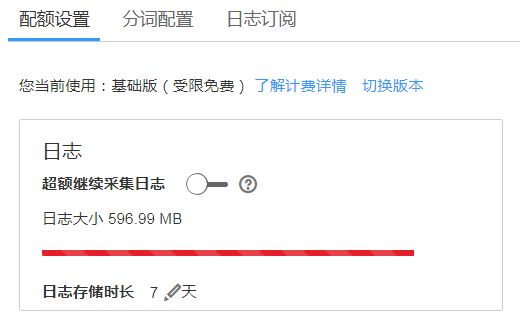 配额设置 分词配置 日志订阅
您当前使用：基础版（受限免费） 了解计费详情 切换版本
日志
超额继续采集日志 ?
日志大小 596.99 MB
日志存储时长 7 天